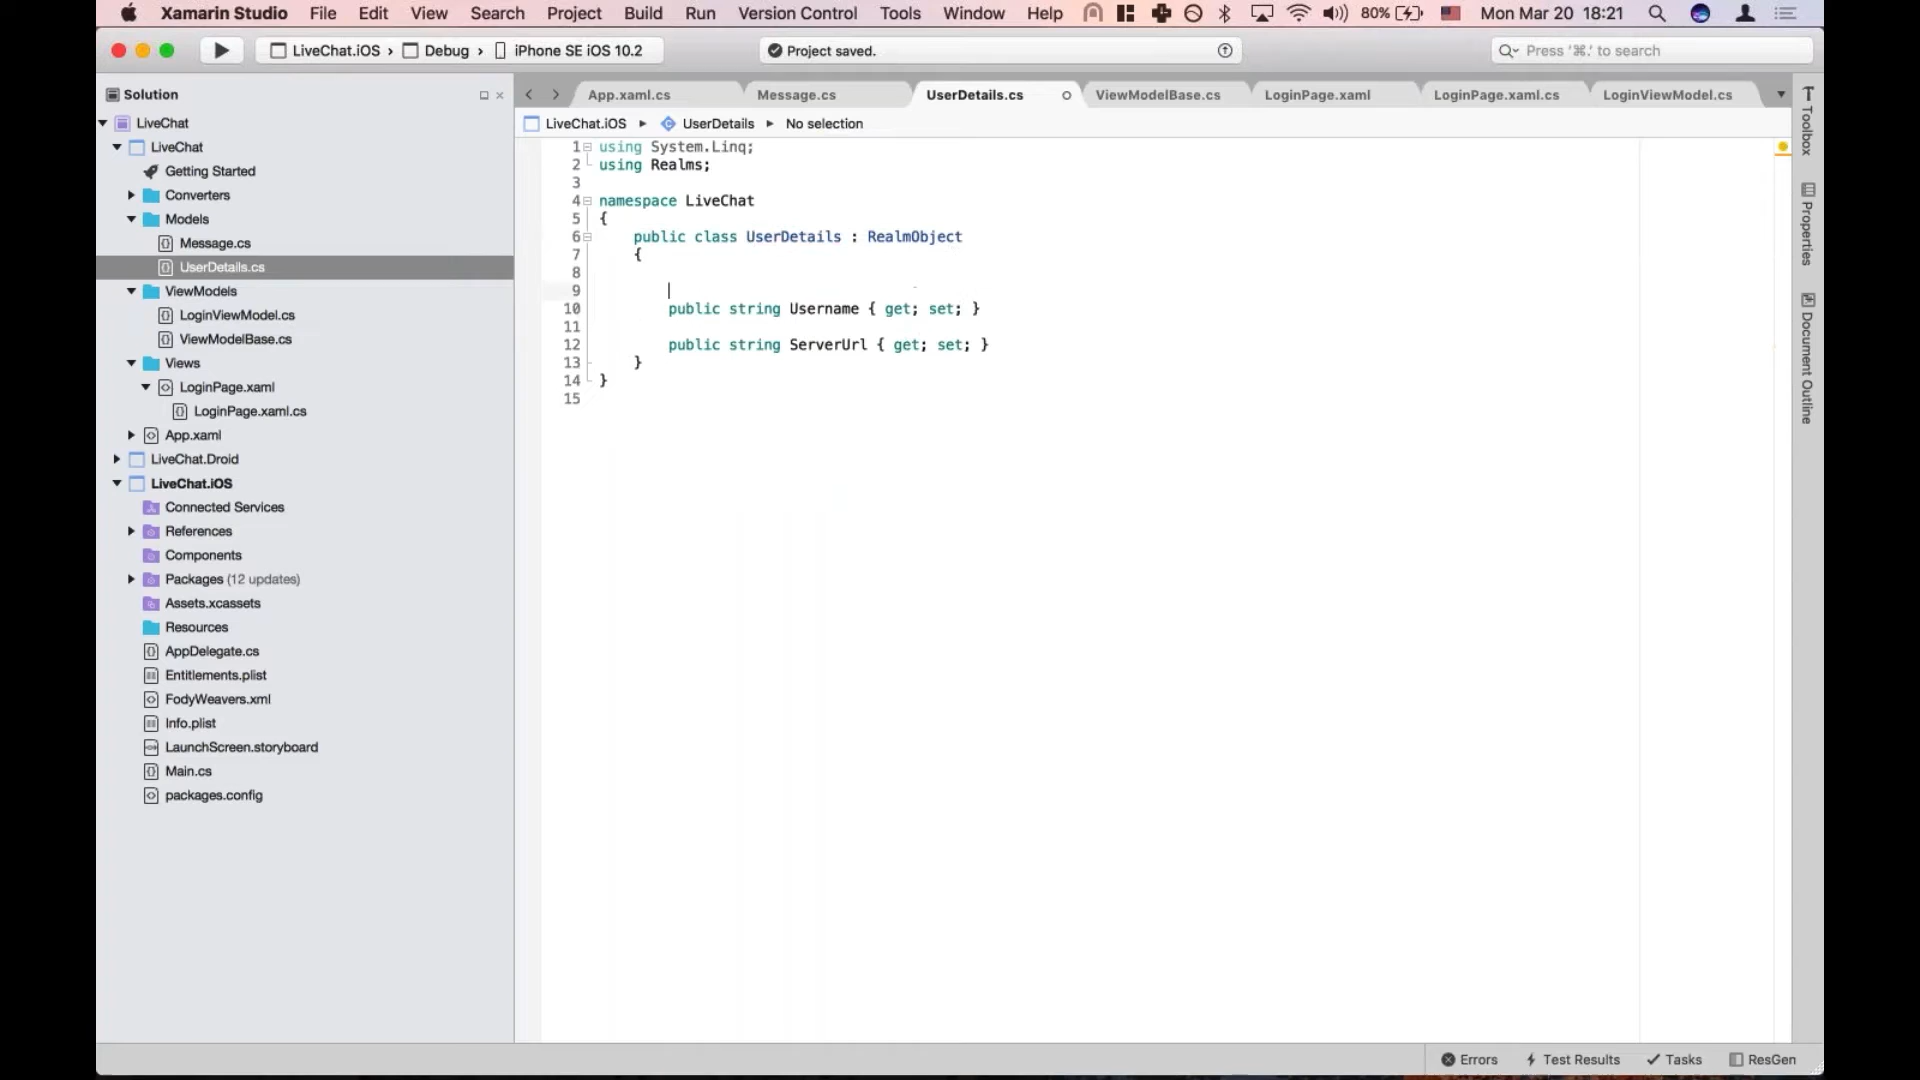 Xamarin Studio File Edit View Search Project Build Run Version Control Tools Window Help 80% Mon Mar 20 18:21
LiveChat.iOS › Debug › iPhone SE iOS 10.2
Project saved.
Press '⌘.' to search
Solution
App.xaml.cs Message.cs UserDetails.cs ViewModelBase.cs LoginPage.xaml LoginPage.xaml.cs LoginViewModel.cs
LiveChat.iOS UserDetails No selection
LiveChat
LiveChat
Getting Started
Converters
Models
Message.cs
UserDetails.cs
ViewModels
LoginViewModel.cs
ViewModelBase.cs
Views
LoginPage.xaml
LoginPage.xaml.cs
App.xaml
LiveChat.Droid
LiveChat.iOS
Connected Services
References
Components
Packages (12 updates)
Assets.xcassets
Resources
AppDelegate.cs
Entitlements.plist
FodyWeavers.xml
Info.plist
LaunchScreen.storyboard
Main.cs
packages.config
1 using System.Linq;
2 using Realms;
3
4 namespace LiveChat
5 {
6 public class UserDetails : RealmObject
7 {
8
9
10 public string Username { get; set; }
11
12 public string ServerUrl { get; set; }
13 }
14 }
15
Toolbox
Properties
Document Outline
Errors Test Results Tasks ResGen